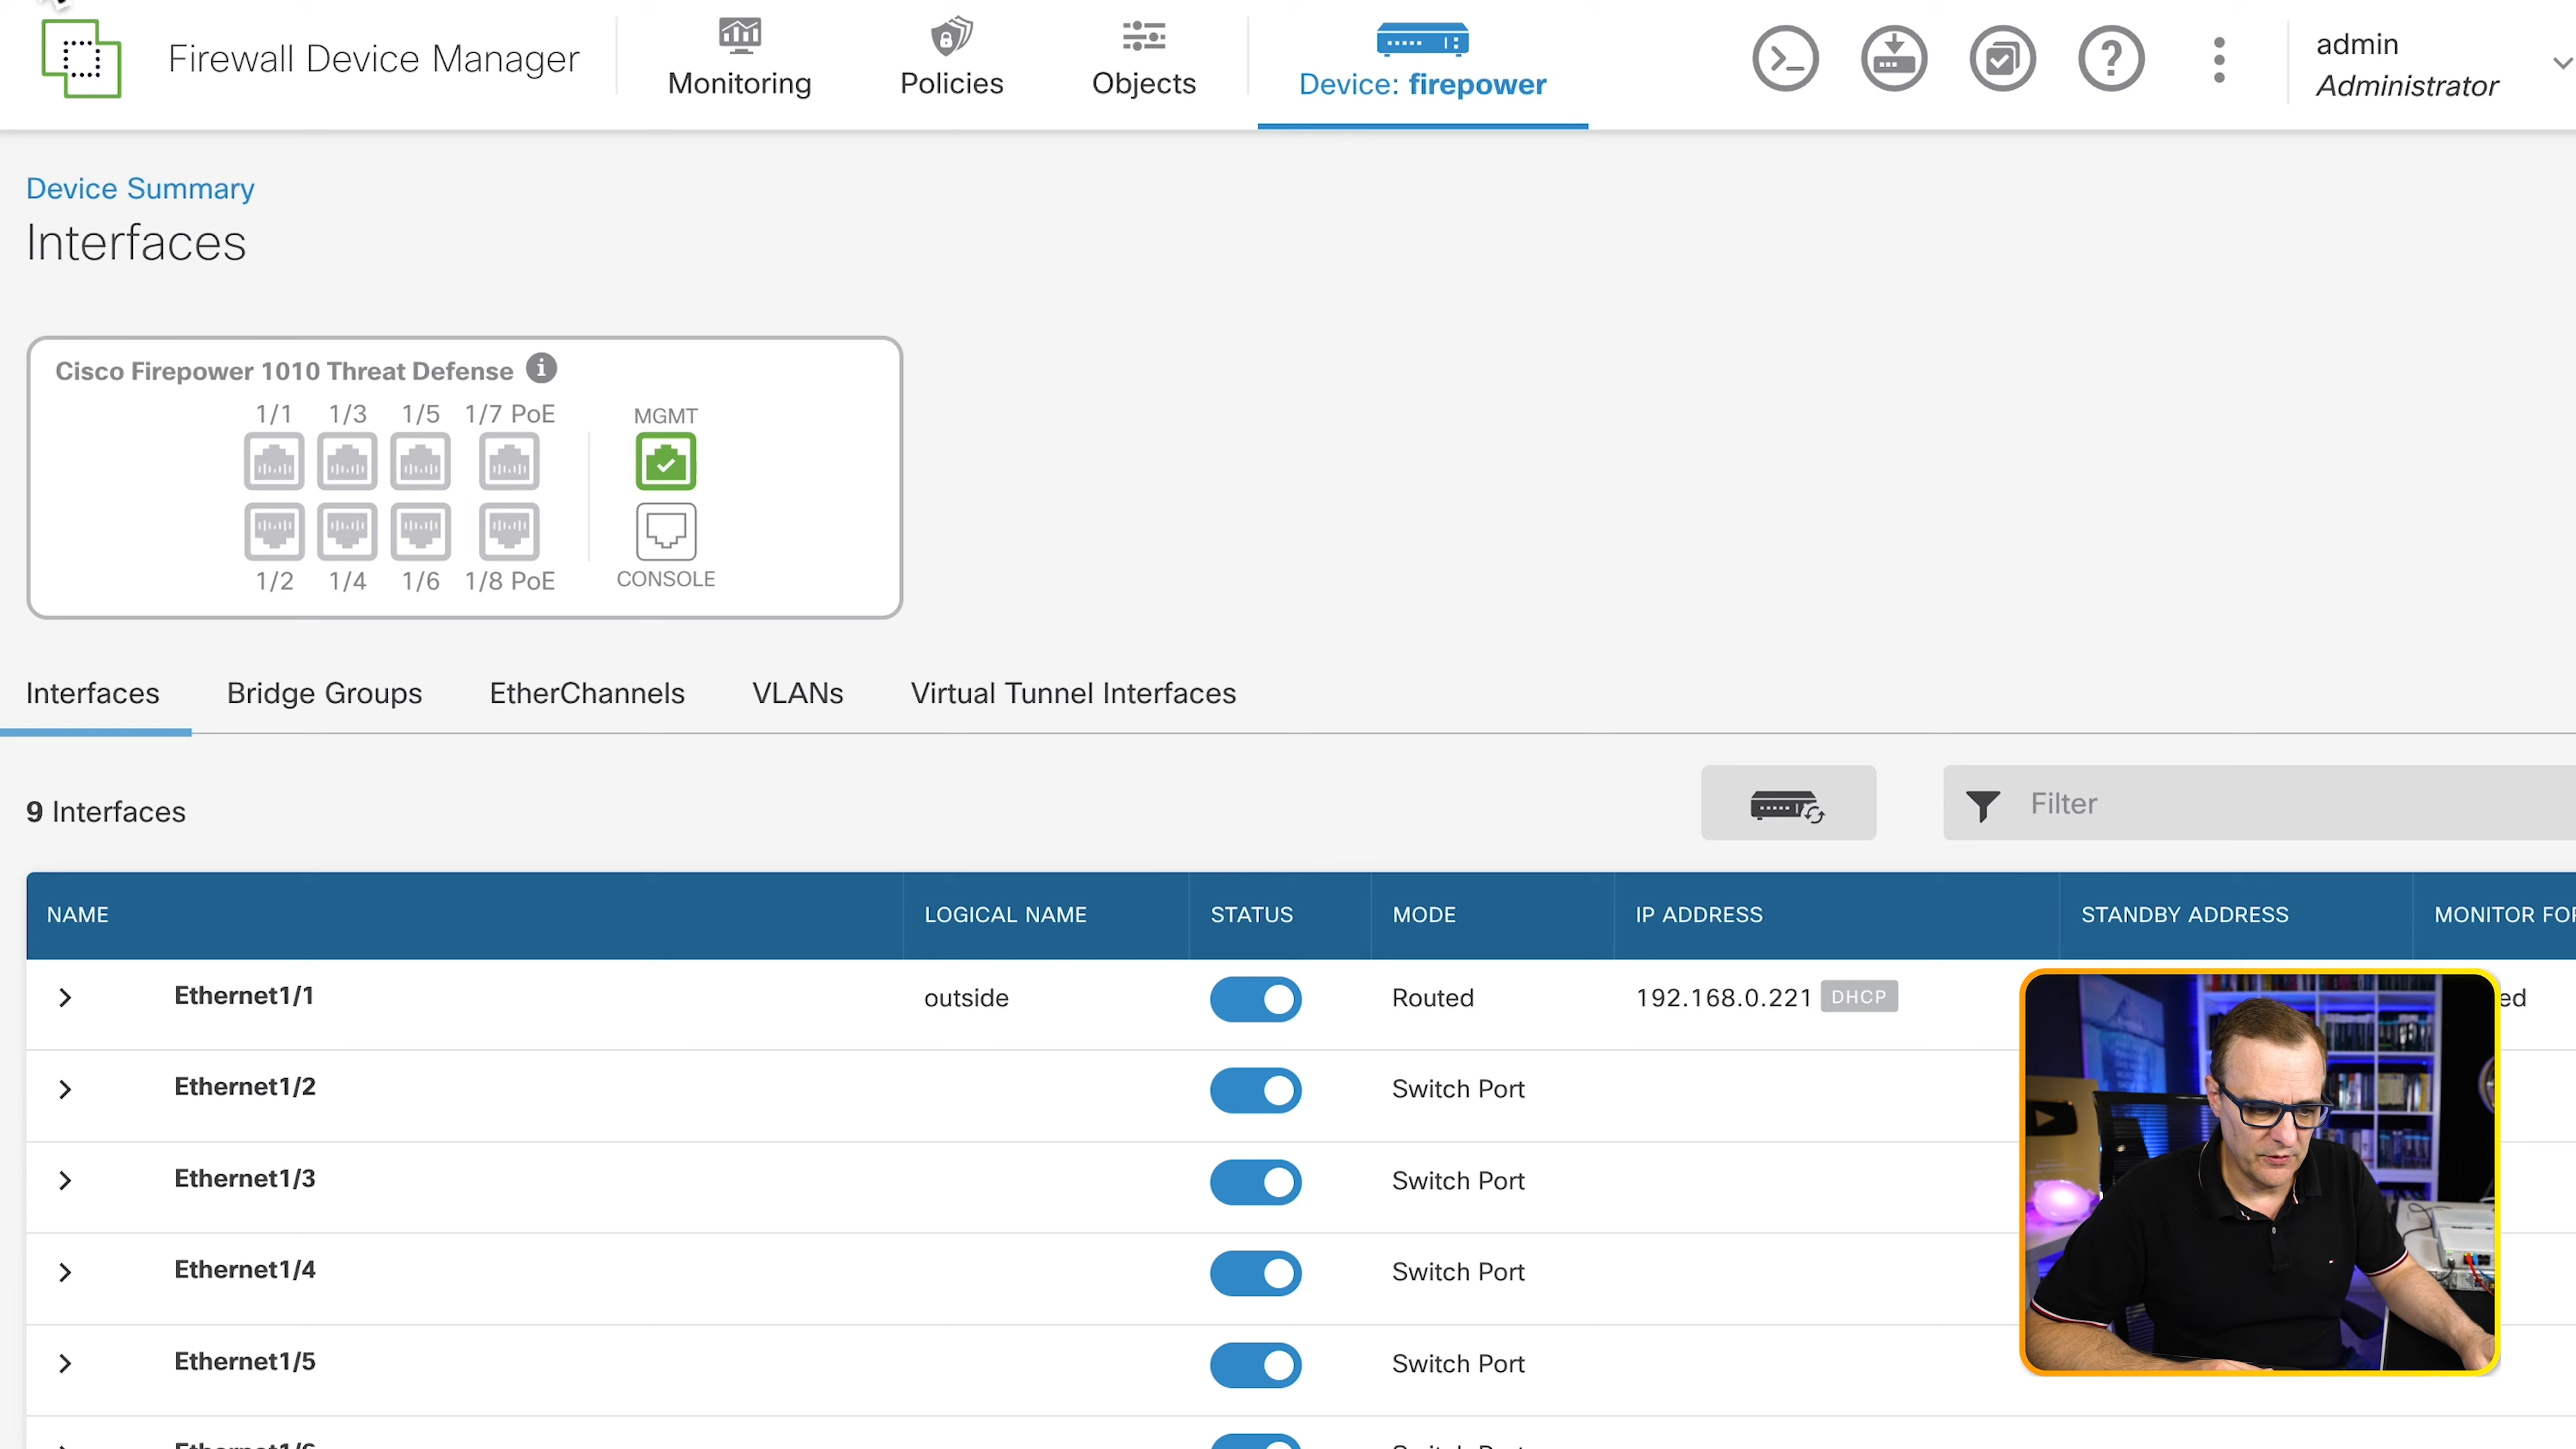 Firewall Device Manager
Monitoring
Policies
Objects
Device: firepower
admin
Administrator
Device Summary
Interfaces
Cisco Firepower 1010 Threat Defense
1/1 1/3 1/5 1/7 PoE
MGMT
1/2 1/4 1/6 1/8 PoE
CONSOLE
Interfaces Bridge Groups EtherChannels VLANs Virtual Tunnel Interfaces
9 Interfaces
Filter
NAME LOGICAL NAME STATUS MODE IP ADDRESS STANDBY ADDRESS MONITOR
Ethernet1/1 outside Routed 192.168.0.221 DHCP
Ethernet1/2 Switch Port
Ethernet1/3 Switch Port
Ethernet1/4 Switch Port
Ethernet1/5 Switch Port